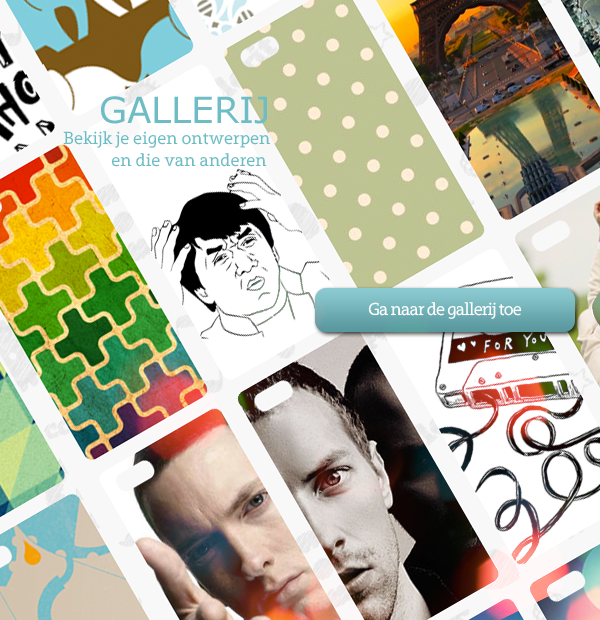 GALLERIJ
Bekijk je eigen ontwerpen
en die van anderen
Ga naar de gallerij toe
FOR YOU